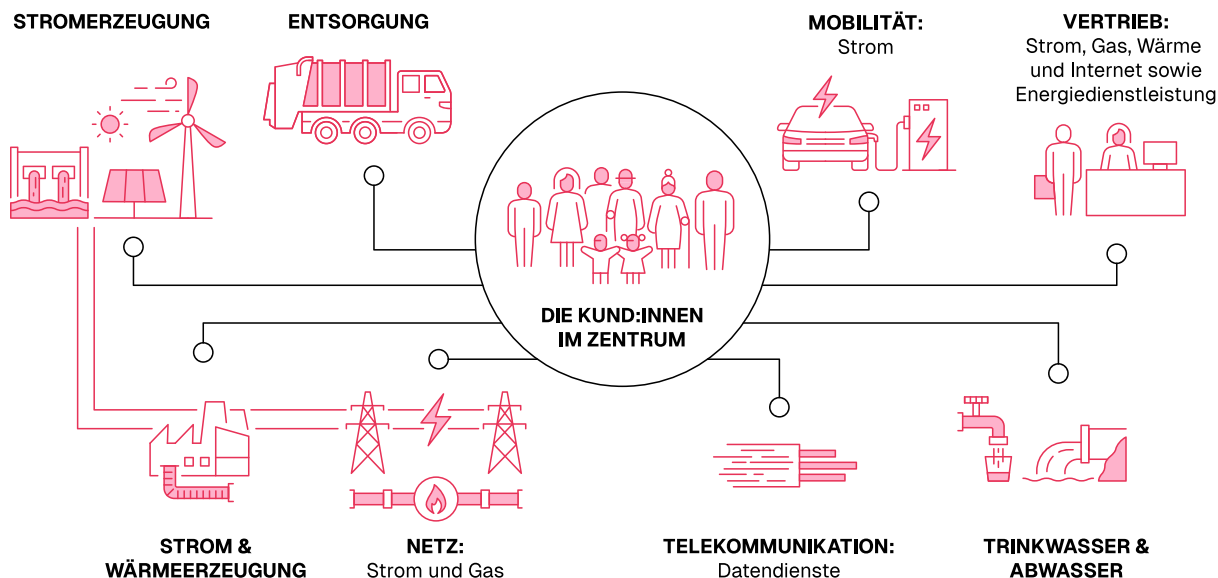 STROMERZEUGUNG
ENTSORGUNG
MOBILITÄT:
Strom
VERTRIEB:
Strom, Gas, Wärme
und Internet sowie
Energiedienstleistung
DIE KUND:INNEN
IM ZENTRUM
STROM &
WÄRMEERZEUGUNG
NETZ:
Strom und Gas
TELEKOMMUNIKATION:
Datendienste
TRINKWASSER &
ABWASSER